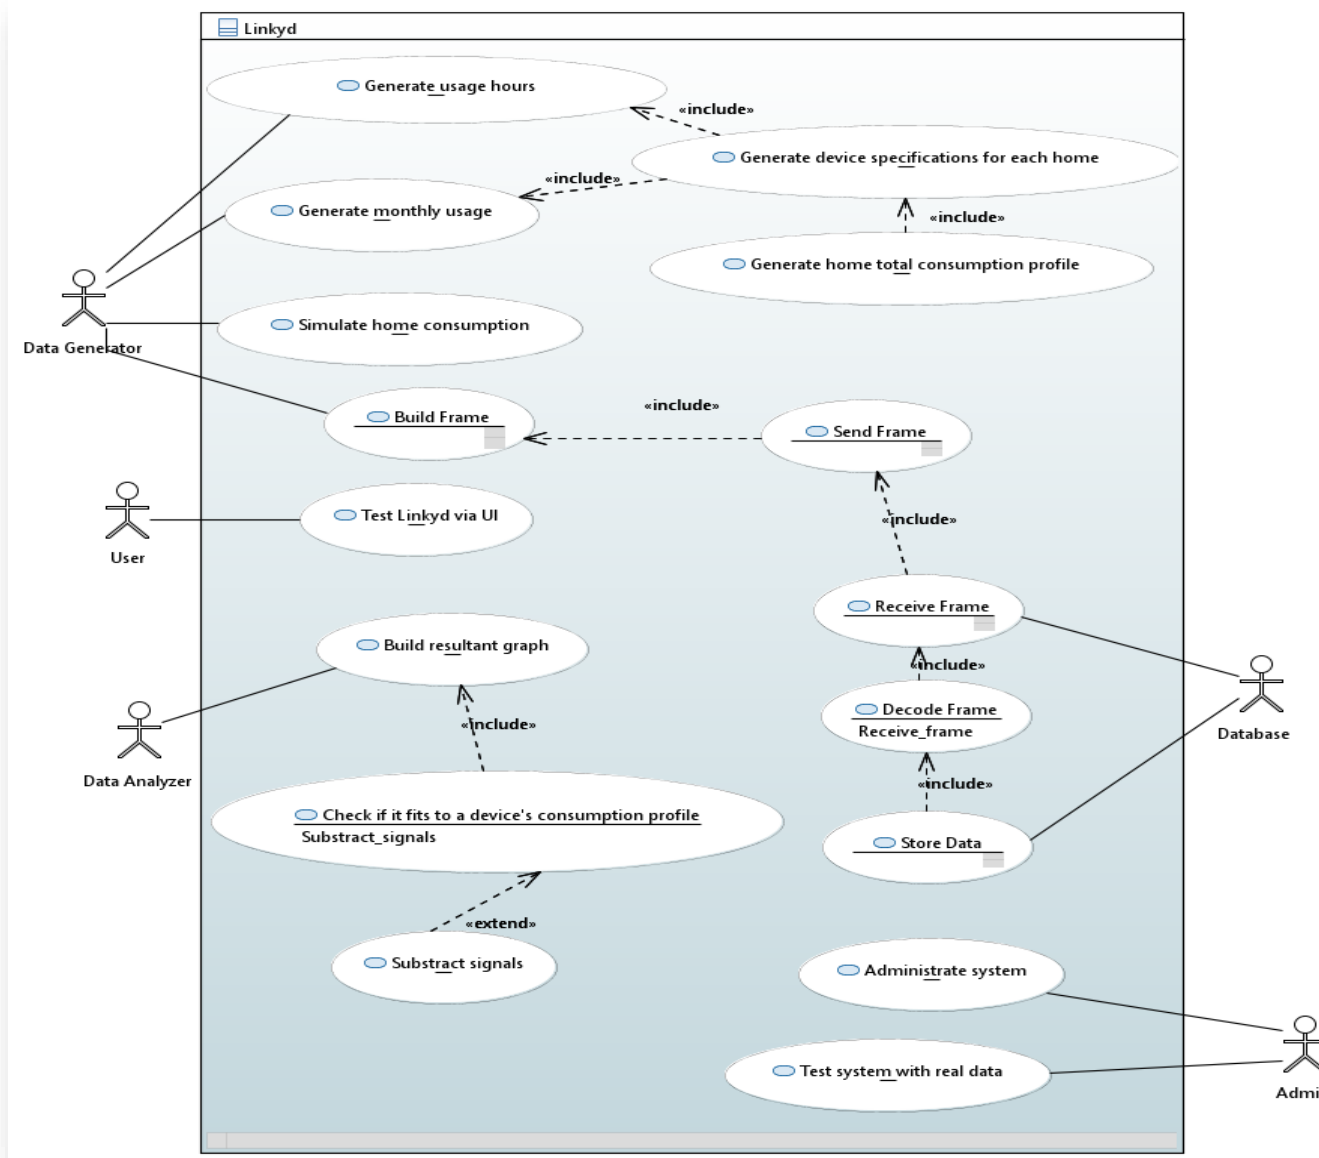 Linkyd
Generate usage hours
«include»
Generate device specifications for each home
«include»
Generate monthly usage
«include»
Generate home total consumption profile
Simulate home consumption
Data Generator
«include»
Build Frame
Send Frame
Test Linkyd via UI
«include»
User
Receive Frame
Build resultant graph
«include»
Decode Frame
Receive_frame
«include»
Database
Data Analyzer
«include»
Check if it fits to a device's consumption profile
Substract_signals
Store Data
«extend»
Substract signals
Administrate system
Test system with real data
Admi